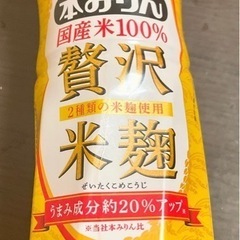 本みりん
国産米100%
贅沢
2種類の米麹使用
米麹
ぜいたくこめこうじ
うまみ成分約20%アップ。
※当社本みりん比